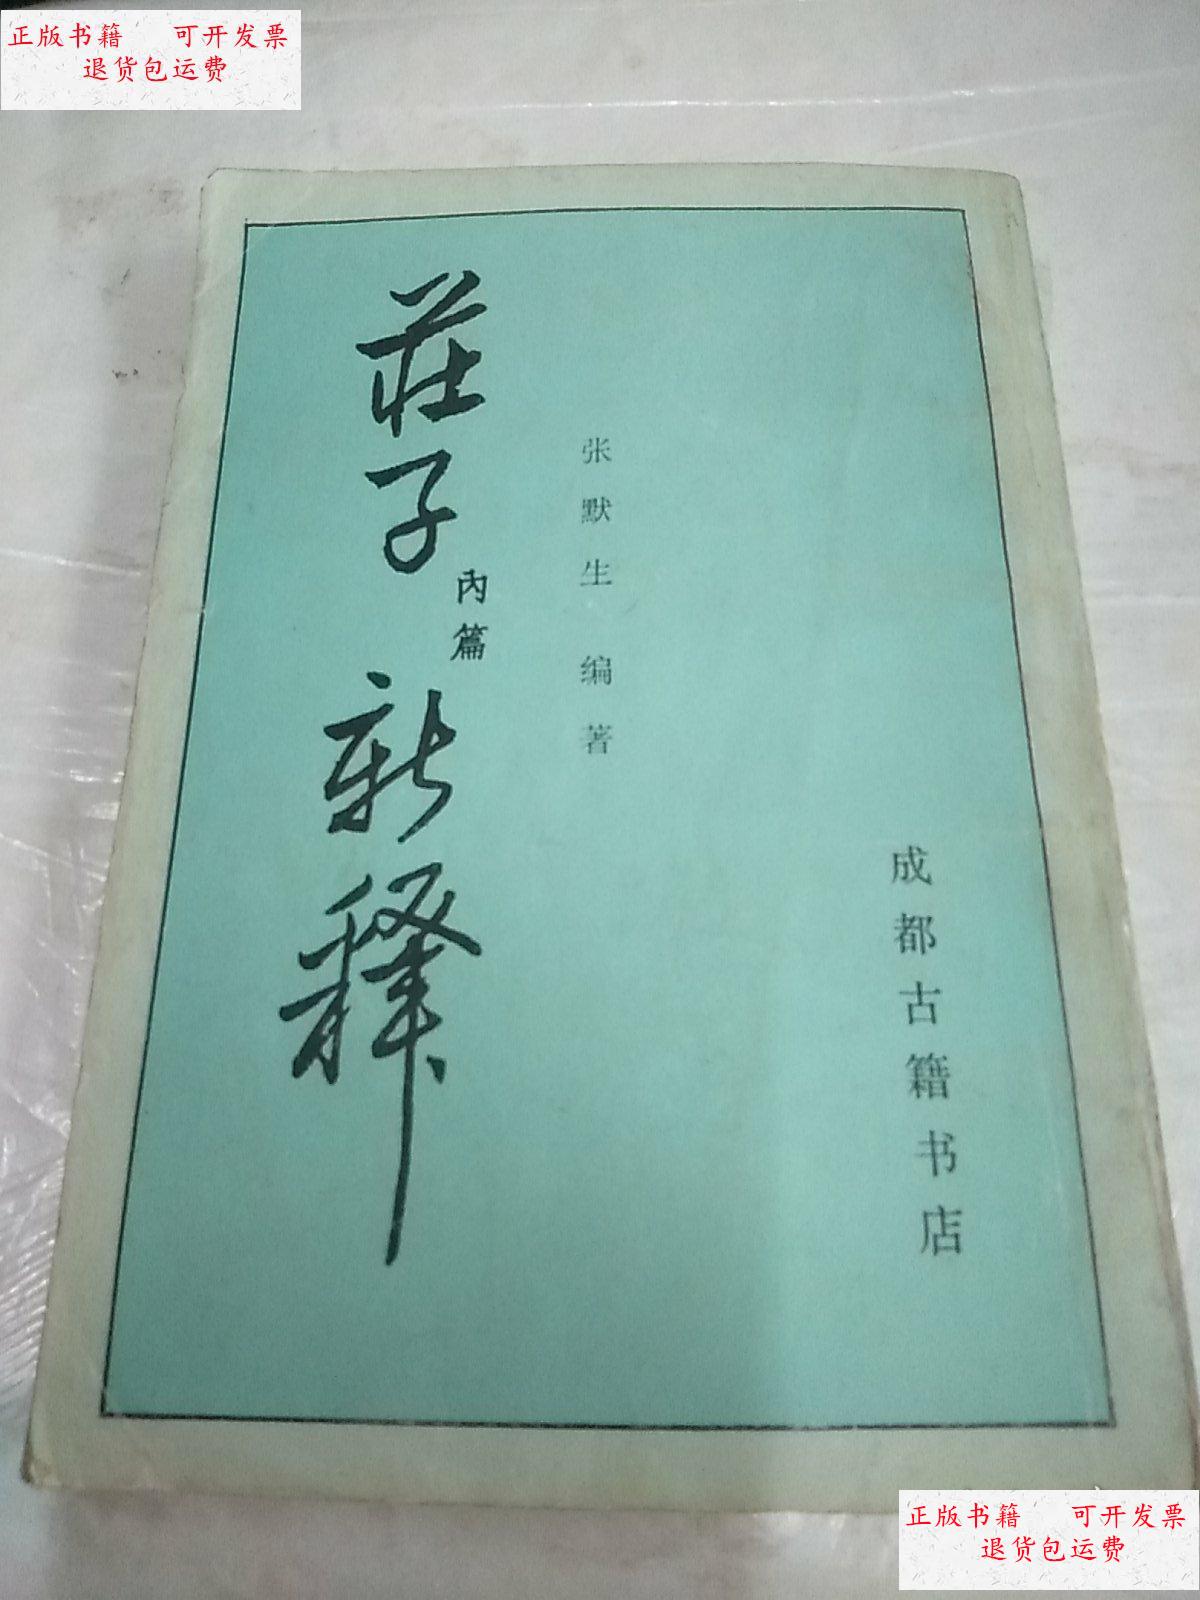 正版书籍 可开发票
退货包运费
莊子
内篇
新釋
张默生 编著
成都古籍书店
正版书籍 可开发票
退货包运费